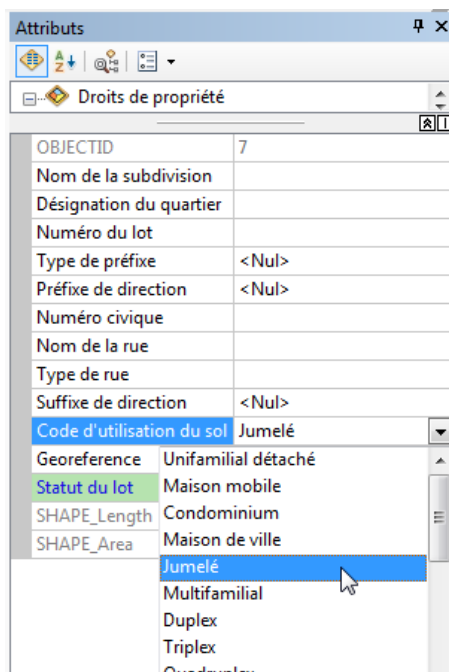 Attributs
Droits de propriété
OBJECTID 7
Nom de la subdivision
Désignation du quartier
Numéro du lot
Type de préfixe <Nul>
Préfixe de direction <Nul>
Numéro civique
Nom de la rue
Type de rue
Suffixe de direction <Nul>
Code d'utilisation du sol Jumelé
Georeference Unifamilial détaché
Statut du lot Maison mobile
SHAPE_Length Condominium
SHAPE_Area Maison de ville
Jumelé
Multifamilial
Duplex
Triplex